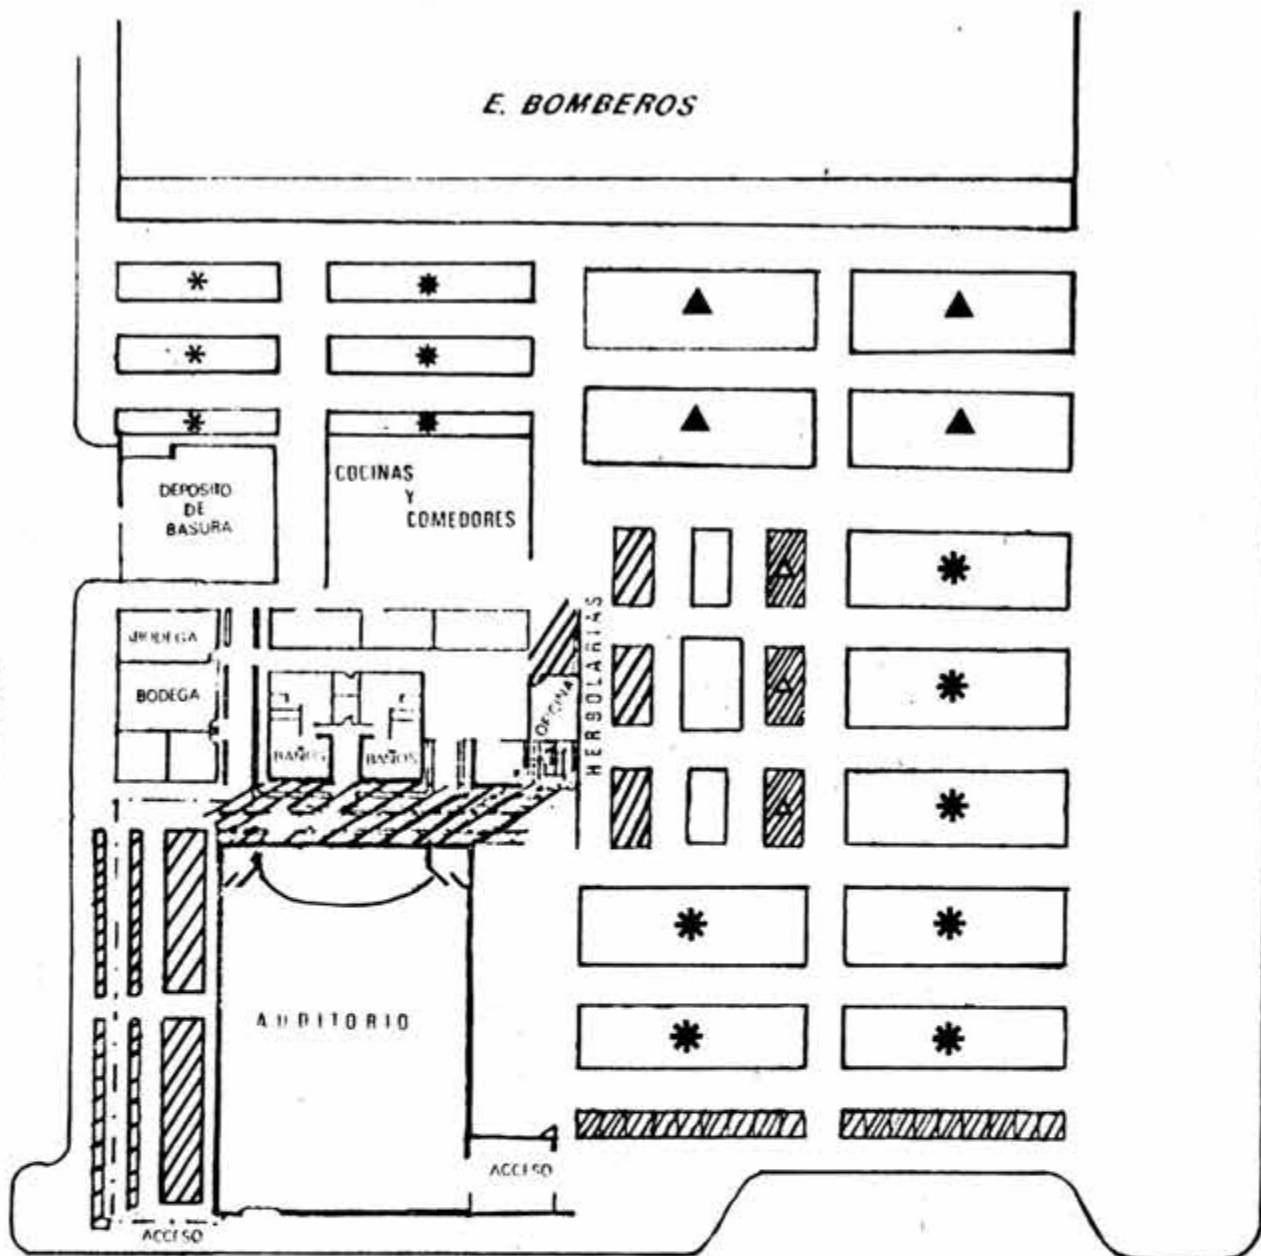 E. BOMBEROS
COCINAS
Y
COMEDORES
DEPOSITO
DE
BASURA
HERBOLARIAS
BODEGA
BODEGA
OFICINA
BAÑOS
BAÑOS
AUDITORIO
ACCESO
ACCESO